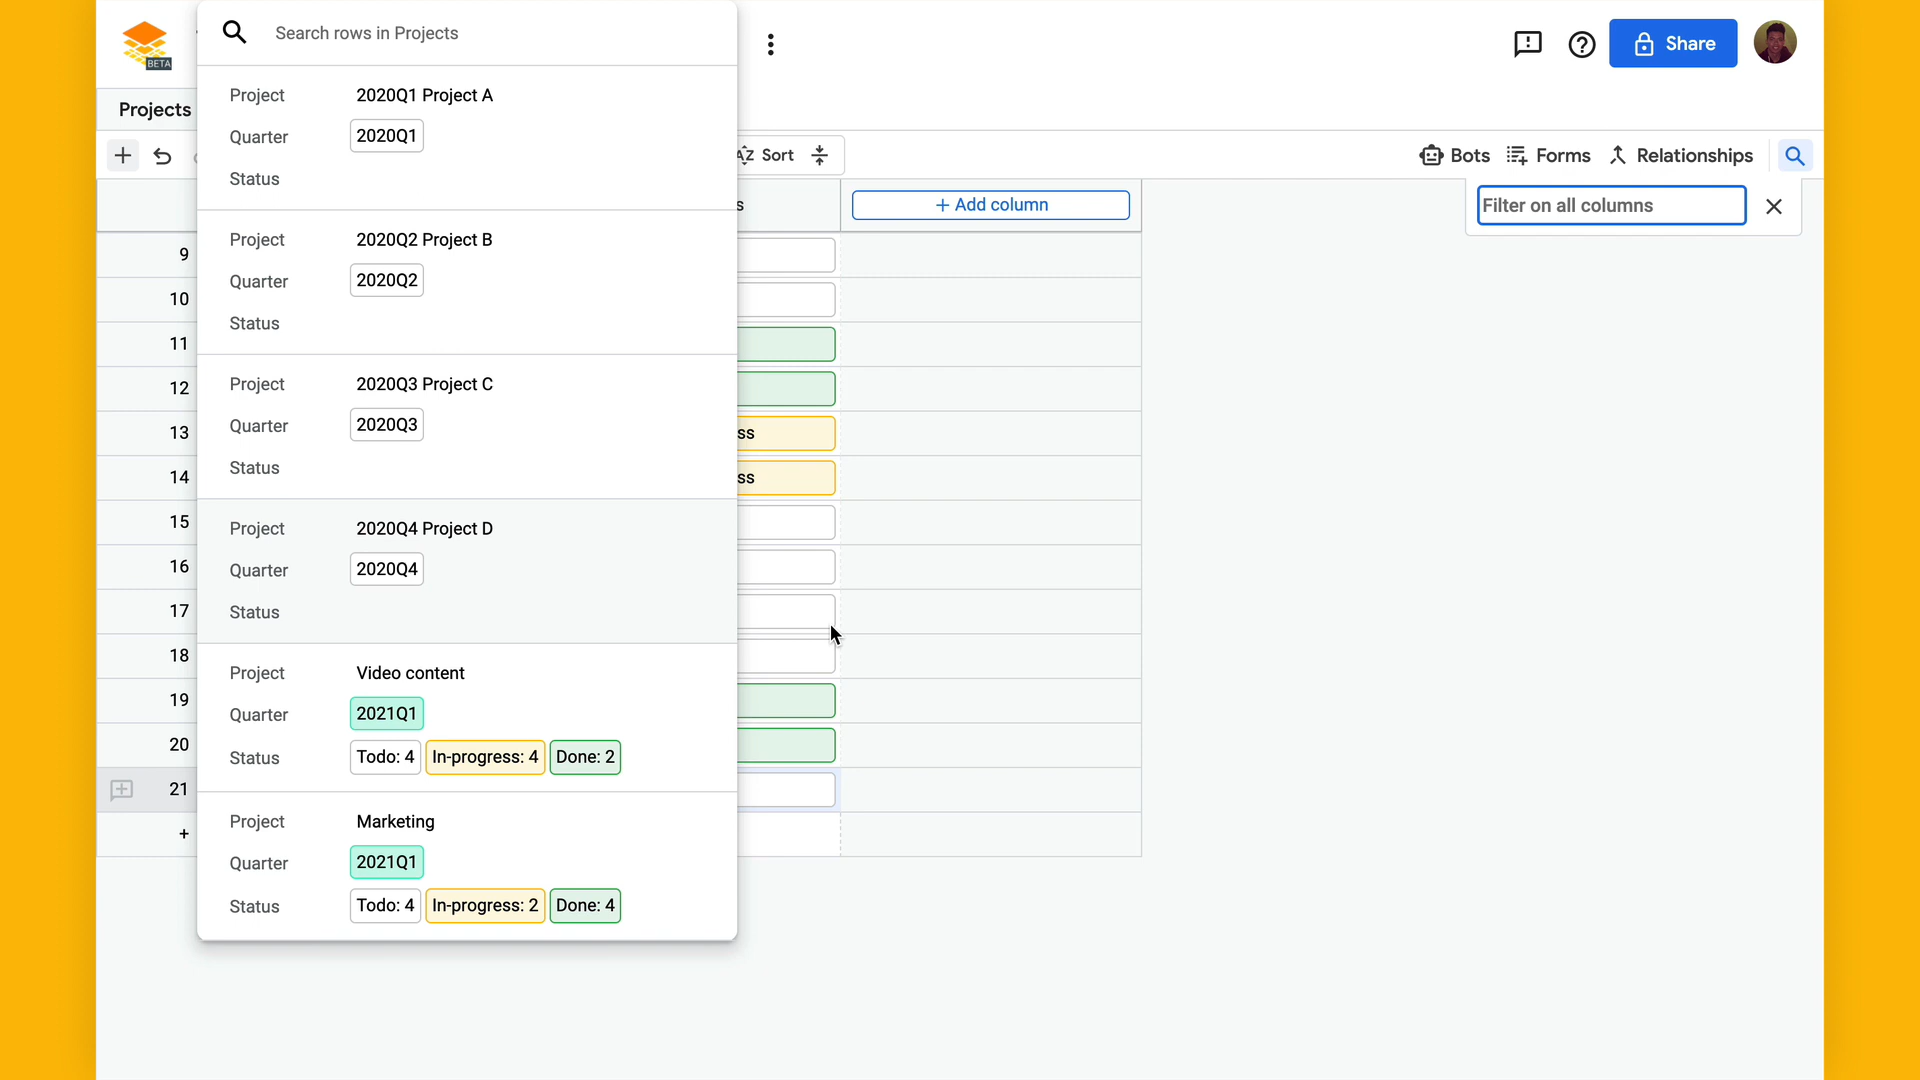 BETA
Search rows in Projects
Share
Projects
Sort
Bots
Forms
Relationships
s
+ Add column
Filter on all columns
Project 2020Q1 Project A
Quarter 2020Q1
Status
Project 2020Q2 Project B
Quarter 2020Q2
Status
Project 2020Q3 Project C
Quarter 2020Q3
Status
Project 2020Q4 Project D
Quarter 2020Q4
Status
Project Video content
Quarter 2021Q1
Status Todo: 4 In-progress: 4 Done: 2
Project Marketing
Quarter 2021Q1
Status Todo: 4 In-progress: 2 Done: 4
9
10
11
12
13 ss
14 ss
15
16
17
18
19
20
21
+